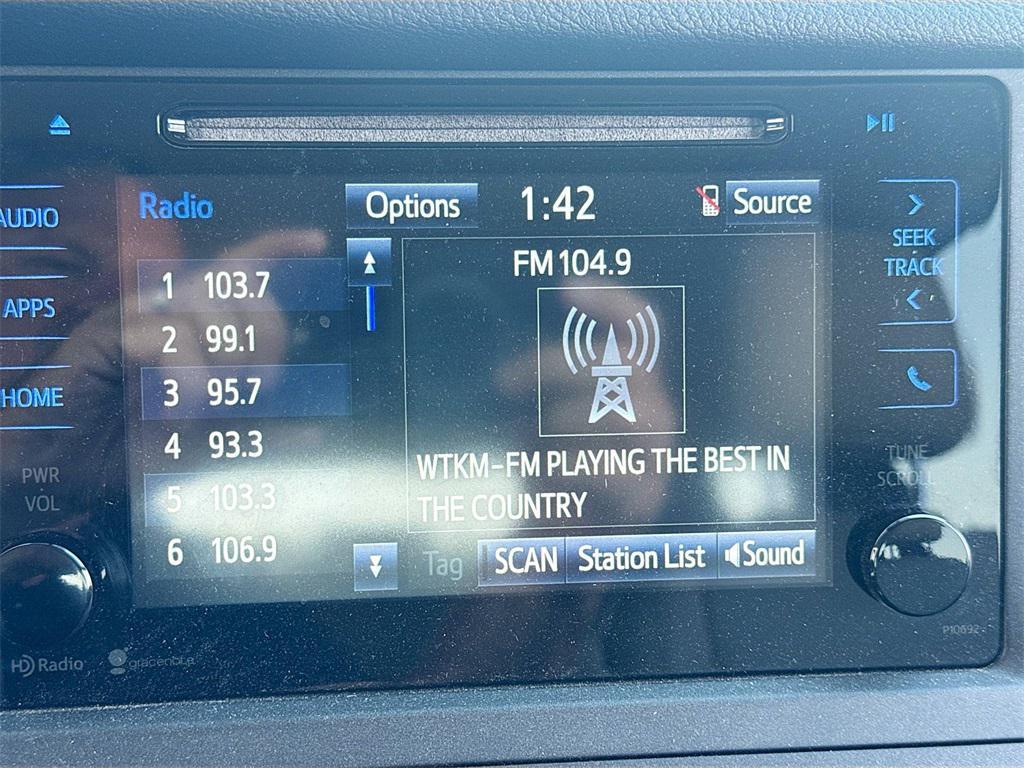 AUDIO
APPS
HOME
PWR
VOL
HD Radio
gracenote
Radio
Options
1:42
Source
1 103.7
2 99.1
3 95.7
4 93.3
5 103.3
6 106.9
FM 104.9
WTKM-FM PLAYING THE BEST IN
THE COUNTRY
Tag
SCAN
Station List
Sound
SEEK
TRACK
TUNE
SCROLL
P10692